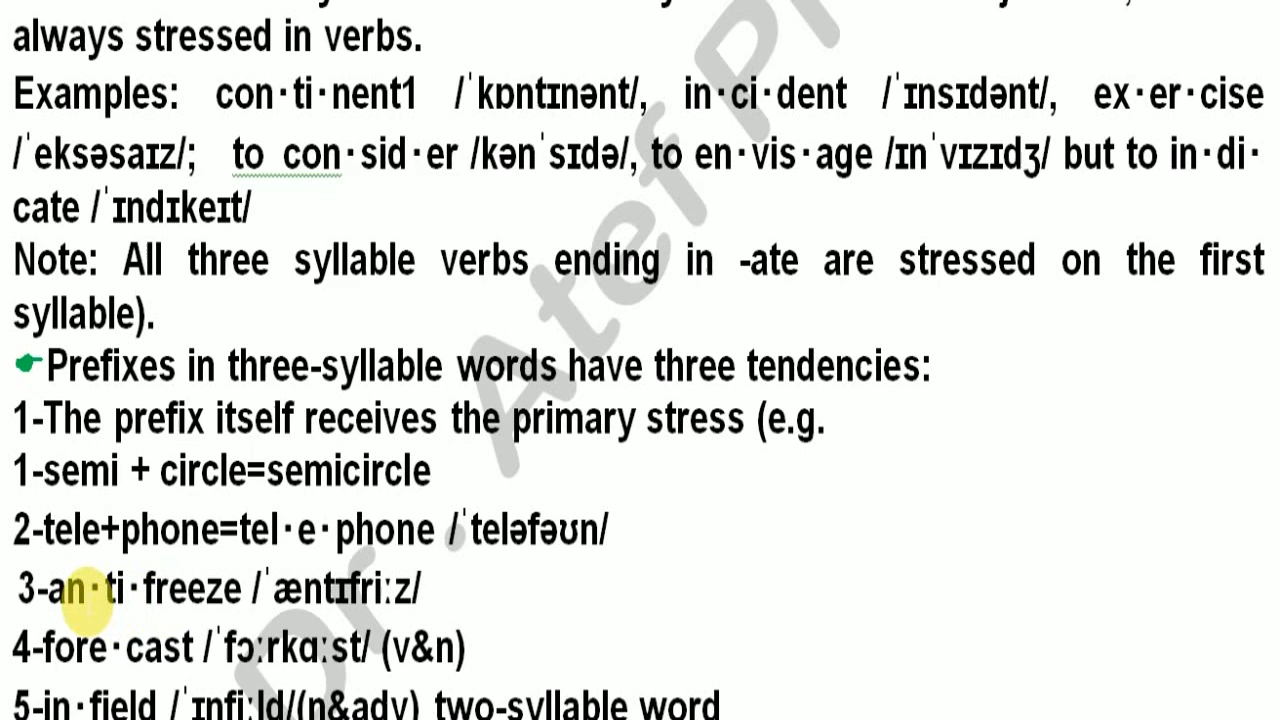 always stressed in verbs.
Examples: con·ti·nent1 /ˈkɒntɪnənt/, in·ci·dent /ˈɪnsɪdənt/, ex·er·cise
/ˈeksəsaɪz/; to con·sid·er /kənˈsɪdə/, to en·vis·age /ɪnˈvɪzɪdʒ/ but to in·di·
cate /ˈɪndɪkeɪt/
Note: All three syllable verbs ending in -ate are stressed on the first
syllable).
Prefixes in three-syllable words have three tendencies:
1-The prefix itself receives the primary stress (e.g.
1-semi + circle=semicircle
2-tele+phone=tel·e·phone /ˈteləfəʊn/
3-an·ti·freeze /ˈæntɪfriːz/
4-fore·cast /ˈfɔːrkɑːst/ (v&n)
5-in·field /ˈɪnfiːld/(n&adv) two-syllable word
Dr. Atef